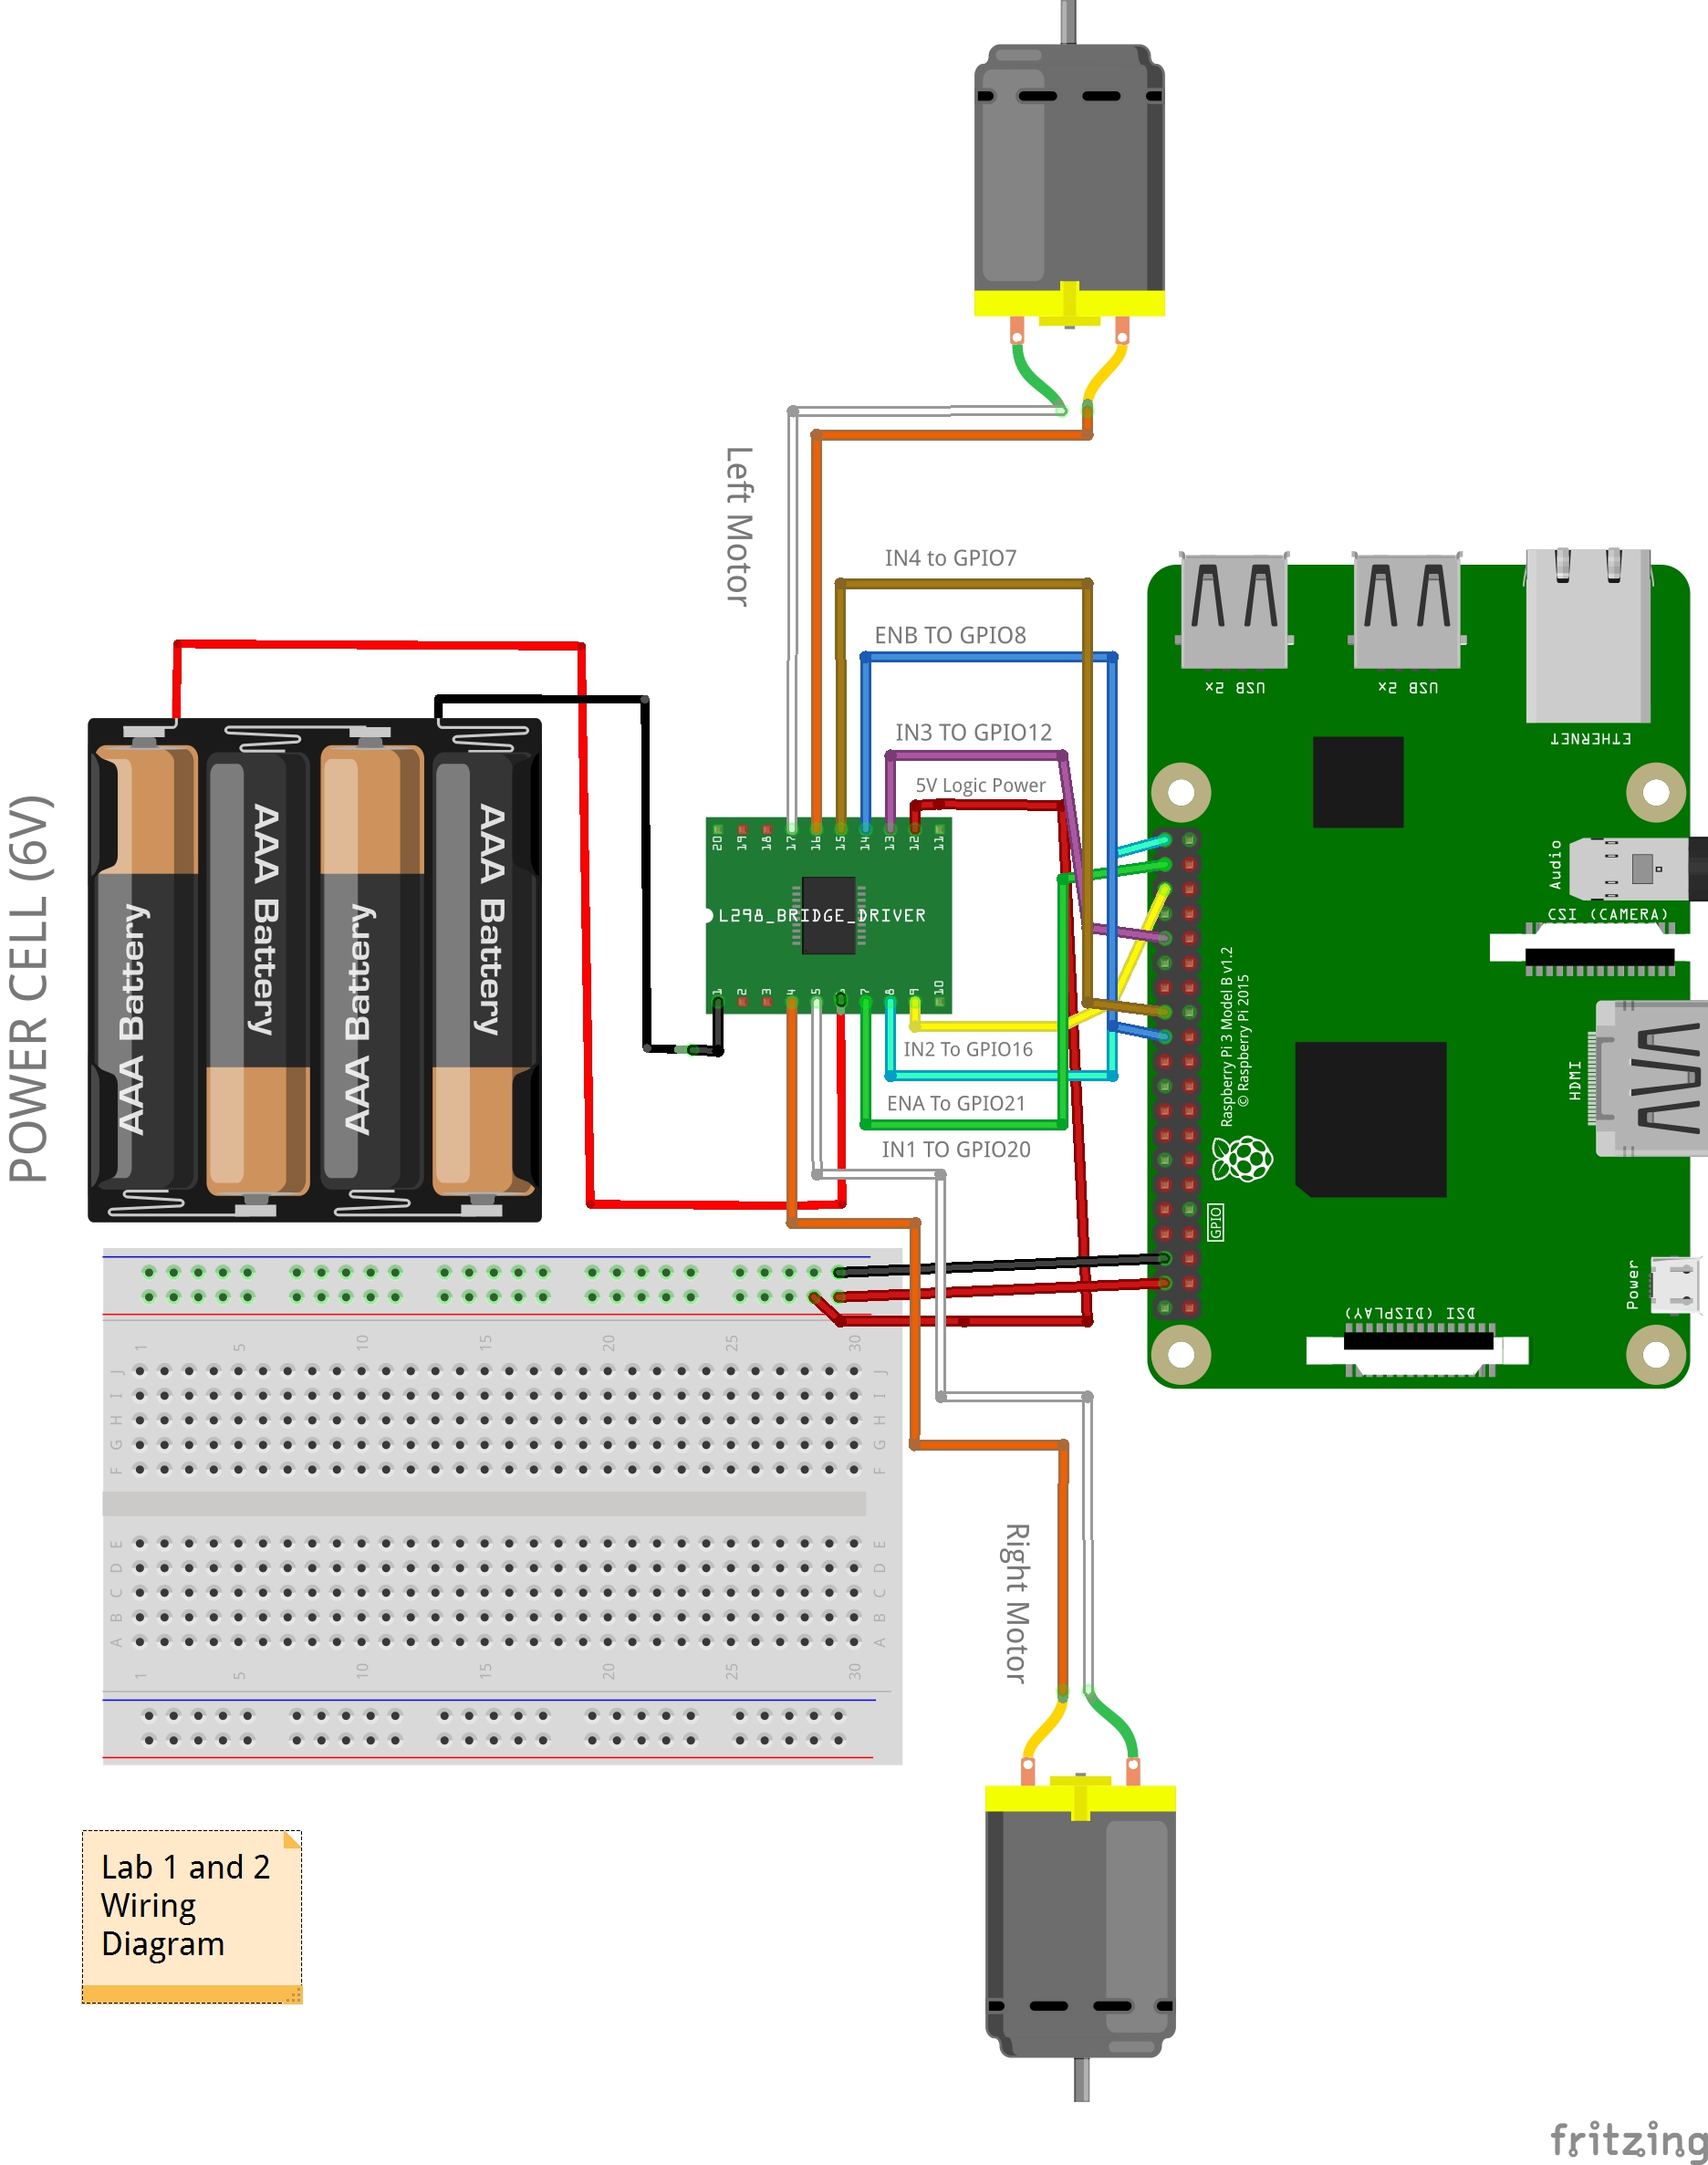 Left Motor
IN4 to GPIO7
ENB TO GPIO8
USB 2x
USB 2x
ETHERNET
IN3 TO GPIO12
5V Logic Power
POWER CELL (6V)
AAA Battery
AAA Battery
AAA Battery
AAA Battery
20 19 18 17 16 15 14 13 12 11
L298_BRIDGE_DRIVER
1 2 3 4 5 6 7 8 9 10
Audio
CSI (CAMERA)
Raspberry Pi 3 Model B v1.2
© Raspberry Pi 2015
HDMI
IN2 To GPIO16
ENA To GPIO21
IN1 TO GPIO20
GPIO
Power
DSI (DISPLAY)
1 5 10 15 20 25 30
J J
I I
H H
G G
F F
E E
D D
C C
B B
A A
1 5 10 15 20 25 30
Right Motor
Lab 1 and 2
Wiring
Diagram
fritzing